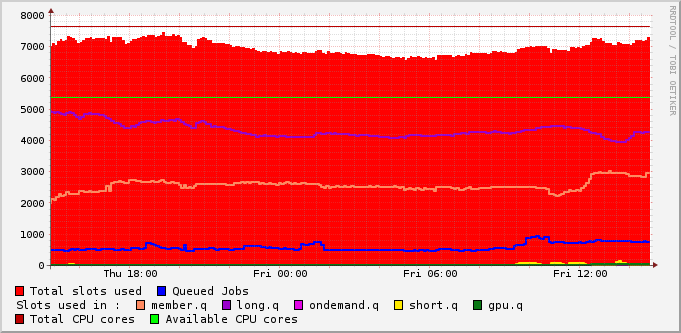 RRDTOOL / TOBI OETIKER
8000
7000
6000
5000
4000
3000
2000
1000
0
Thu 18:00 Fri 00:00 Fri 06:00 Fri 12:00
Total slots used Queued Jobs
Slots used in : member.q long.q ondemand.q short.q gpu.q
Total CPU cores Available CPU cores